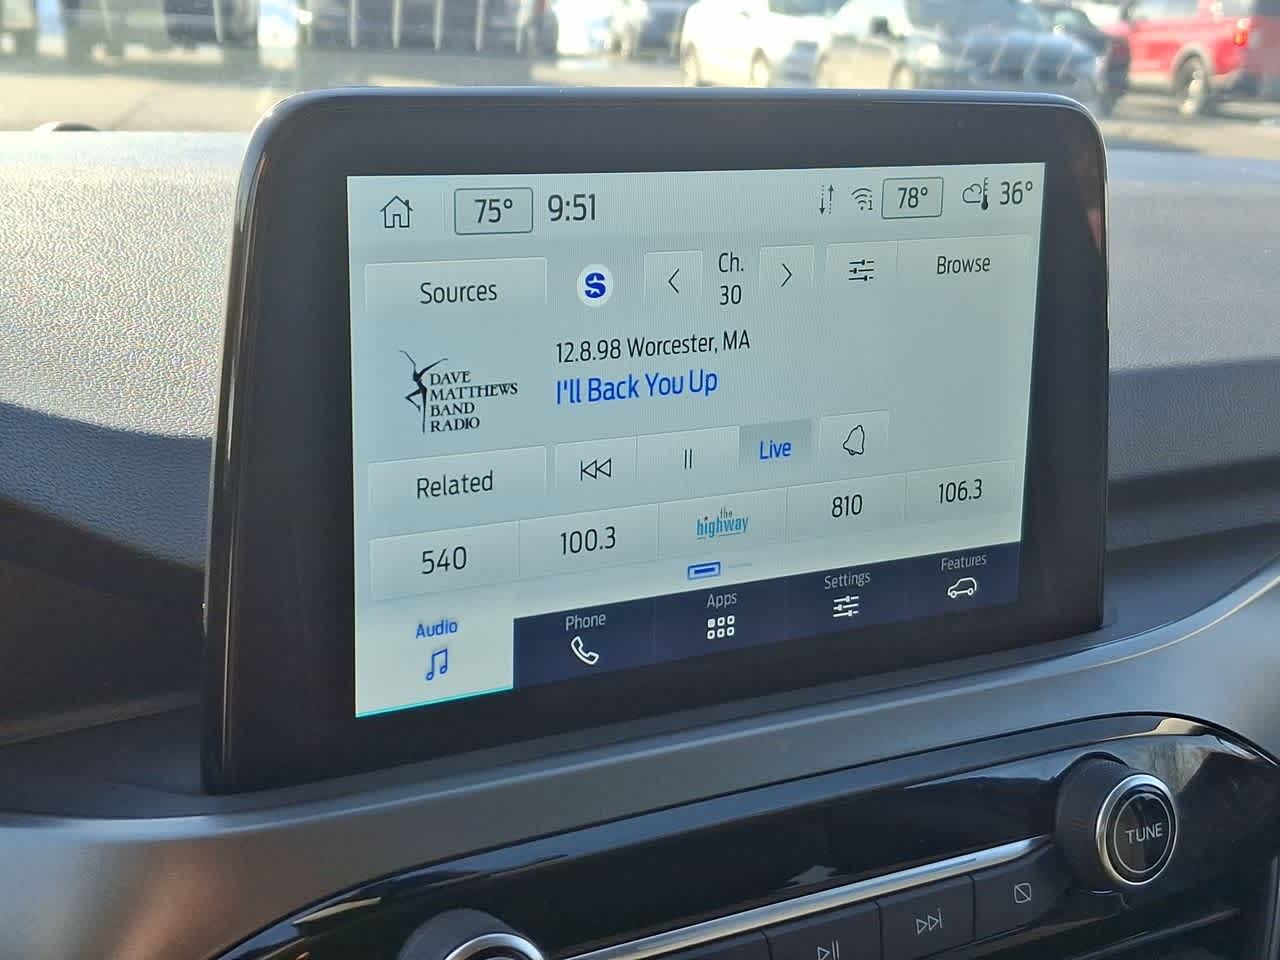 75° 9:51 78° 36°
Sources
Ch.
30
Browse
DAVE
MATTHEWS
BAND
RADIO
12.8.98 Worcester, MA
I'll Back You Up
Related
Live
540
100.3
the
highway
810
106.3
Audio
Phone
Apps
Settings
Features
TUNE